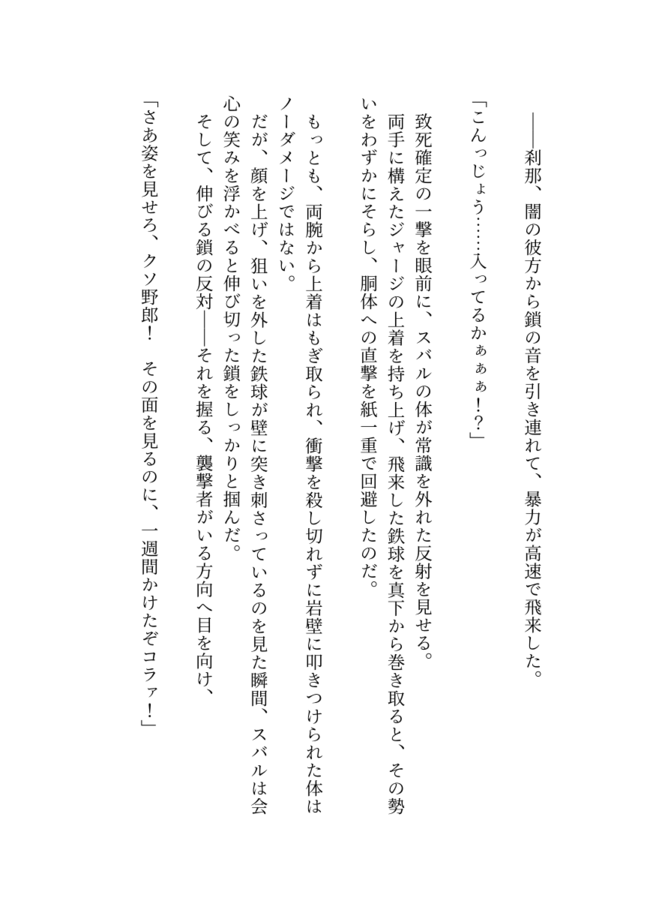 ――刹那、闇の彼方から鎖の音を引き連れて、暴力が高速で飛来した。
「こんっじょう……入ってるかぁぁぁ！？」
致死確定の一撃を眼前に、スバルの体が常識を外れた反射を見せる。
両手に構えたジャージの上着を持ち上げ、飛来した鉄球を真下から巻き取ると、その勢
いをわずかにそらし、胴体への直撃を紙一重で回避したのだ。
もっとも、両腕から上着はもぎ取られ、衝撃を殺し切れずに岩壁に叩きつけられた体は
ノーダメージではない。
だが、顔を上げ、狙いを外した鉄球が壁に突き刺さっているのを見た瞬間、スバルは会
心の笑みを浮かべると伸び切った鎖をしっかりと掴んだ。
そして、伸びる鎖の反対――それを握る、襲撃者がいる方向へ目を向け、
「さあ姿を見せろ、クソ野郎！　その面を見るのに、一週間かけたぞコラァ！」